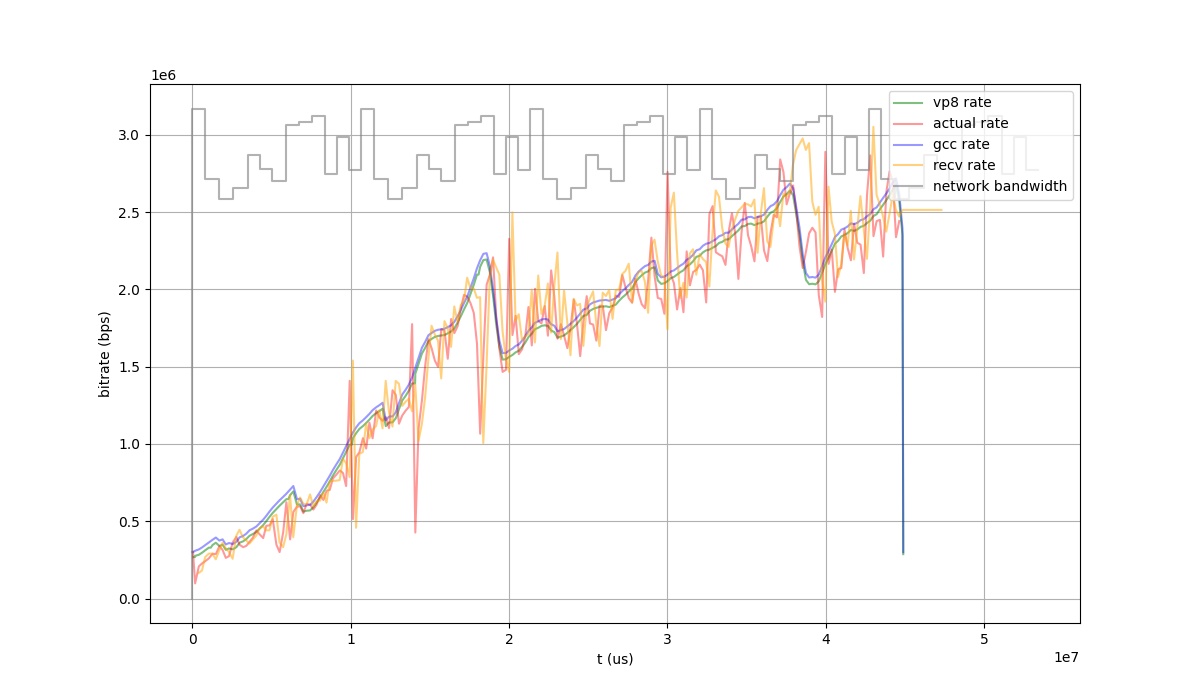 1e6
vp8 rate
actual rate
gcc rate
recv rate
network bandwidth
3.0
2.5
2.0
1.5
1.0
0.5
0.0
bitrate (bps)
0 1 2 3 4 5
t (us)
1e7